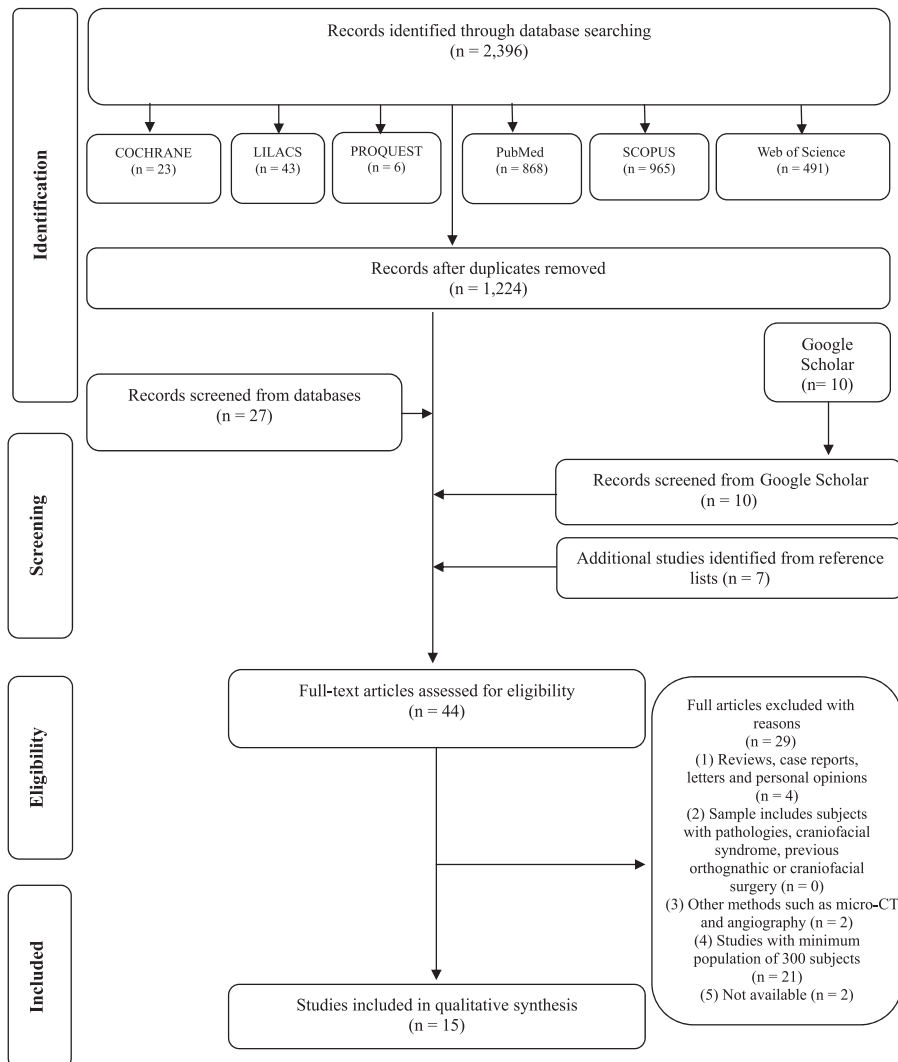 Identification
Records identified through database searching
(n = 2,396)
COCHRANE
(n = 23)
LILACS
(n = 43)
PROQUEST
(n = 6)
PubMed
(n = 868)
SCOPUS
(n = 965)
Web of Science
(n = 491)
Records after duplicates removed
(n = 1,224)
Google
Scholar
(n= 10)
Records screened from databases
(n = 27)
Screening
Records screened from Google Scholar
(n = 10)
Additional studies identified from reference
lists (n = 7)
Eligibility
Full-text articles assessed for eligibility
(n = 44)
Full articles excluded with
reasons
(n = 29)
(1) Reviews, case reports,
letters and personal opinions
(n = 4)
(2) Sample includes subjects
with pathologies, craniofacial
syndrome, previous
orthognathic or craniofacial
surgery (n = 0)
(3) Other methods such as micro-CT
and angiography (n = 2)
(4) Studies with minimum
population of 300 subjects
(n = 21)
(5) Not available (n = 2)
Included
Studies included in qualitative synthesis
(n = 15)